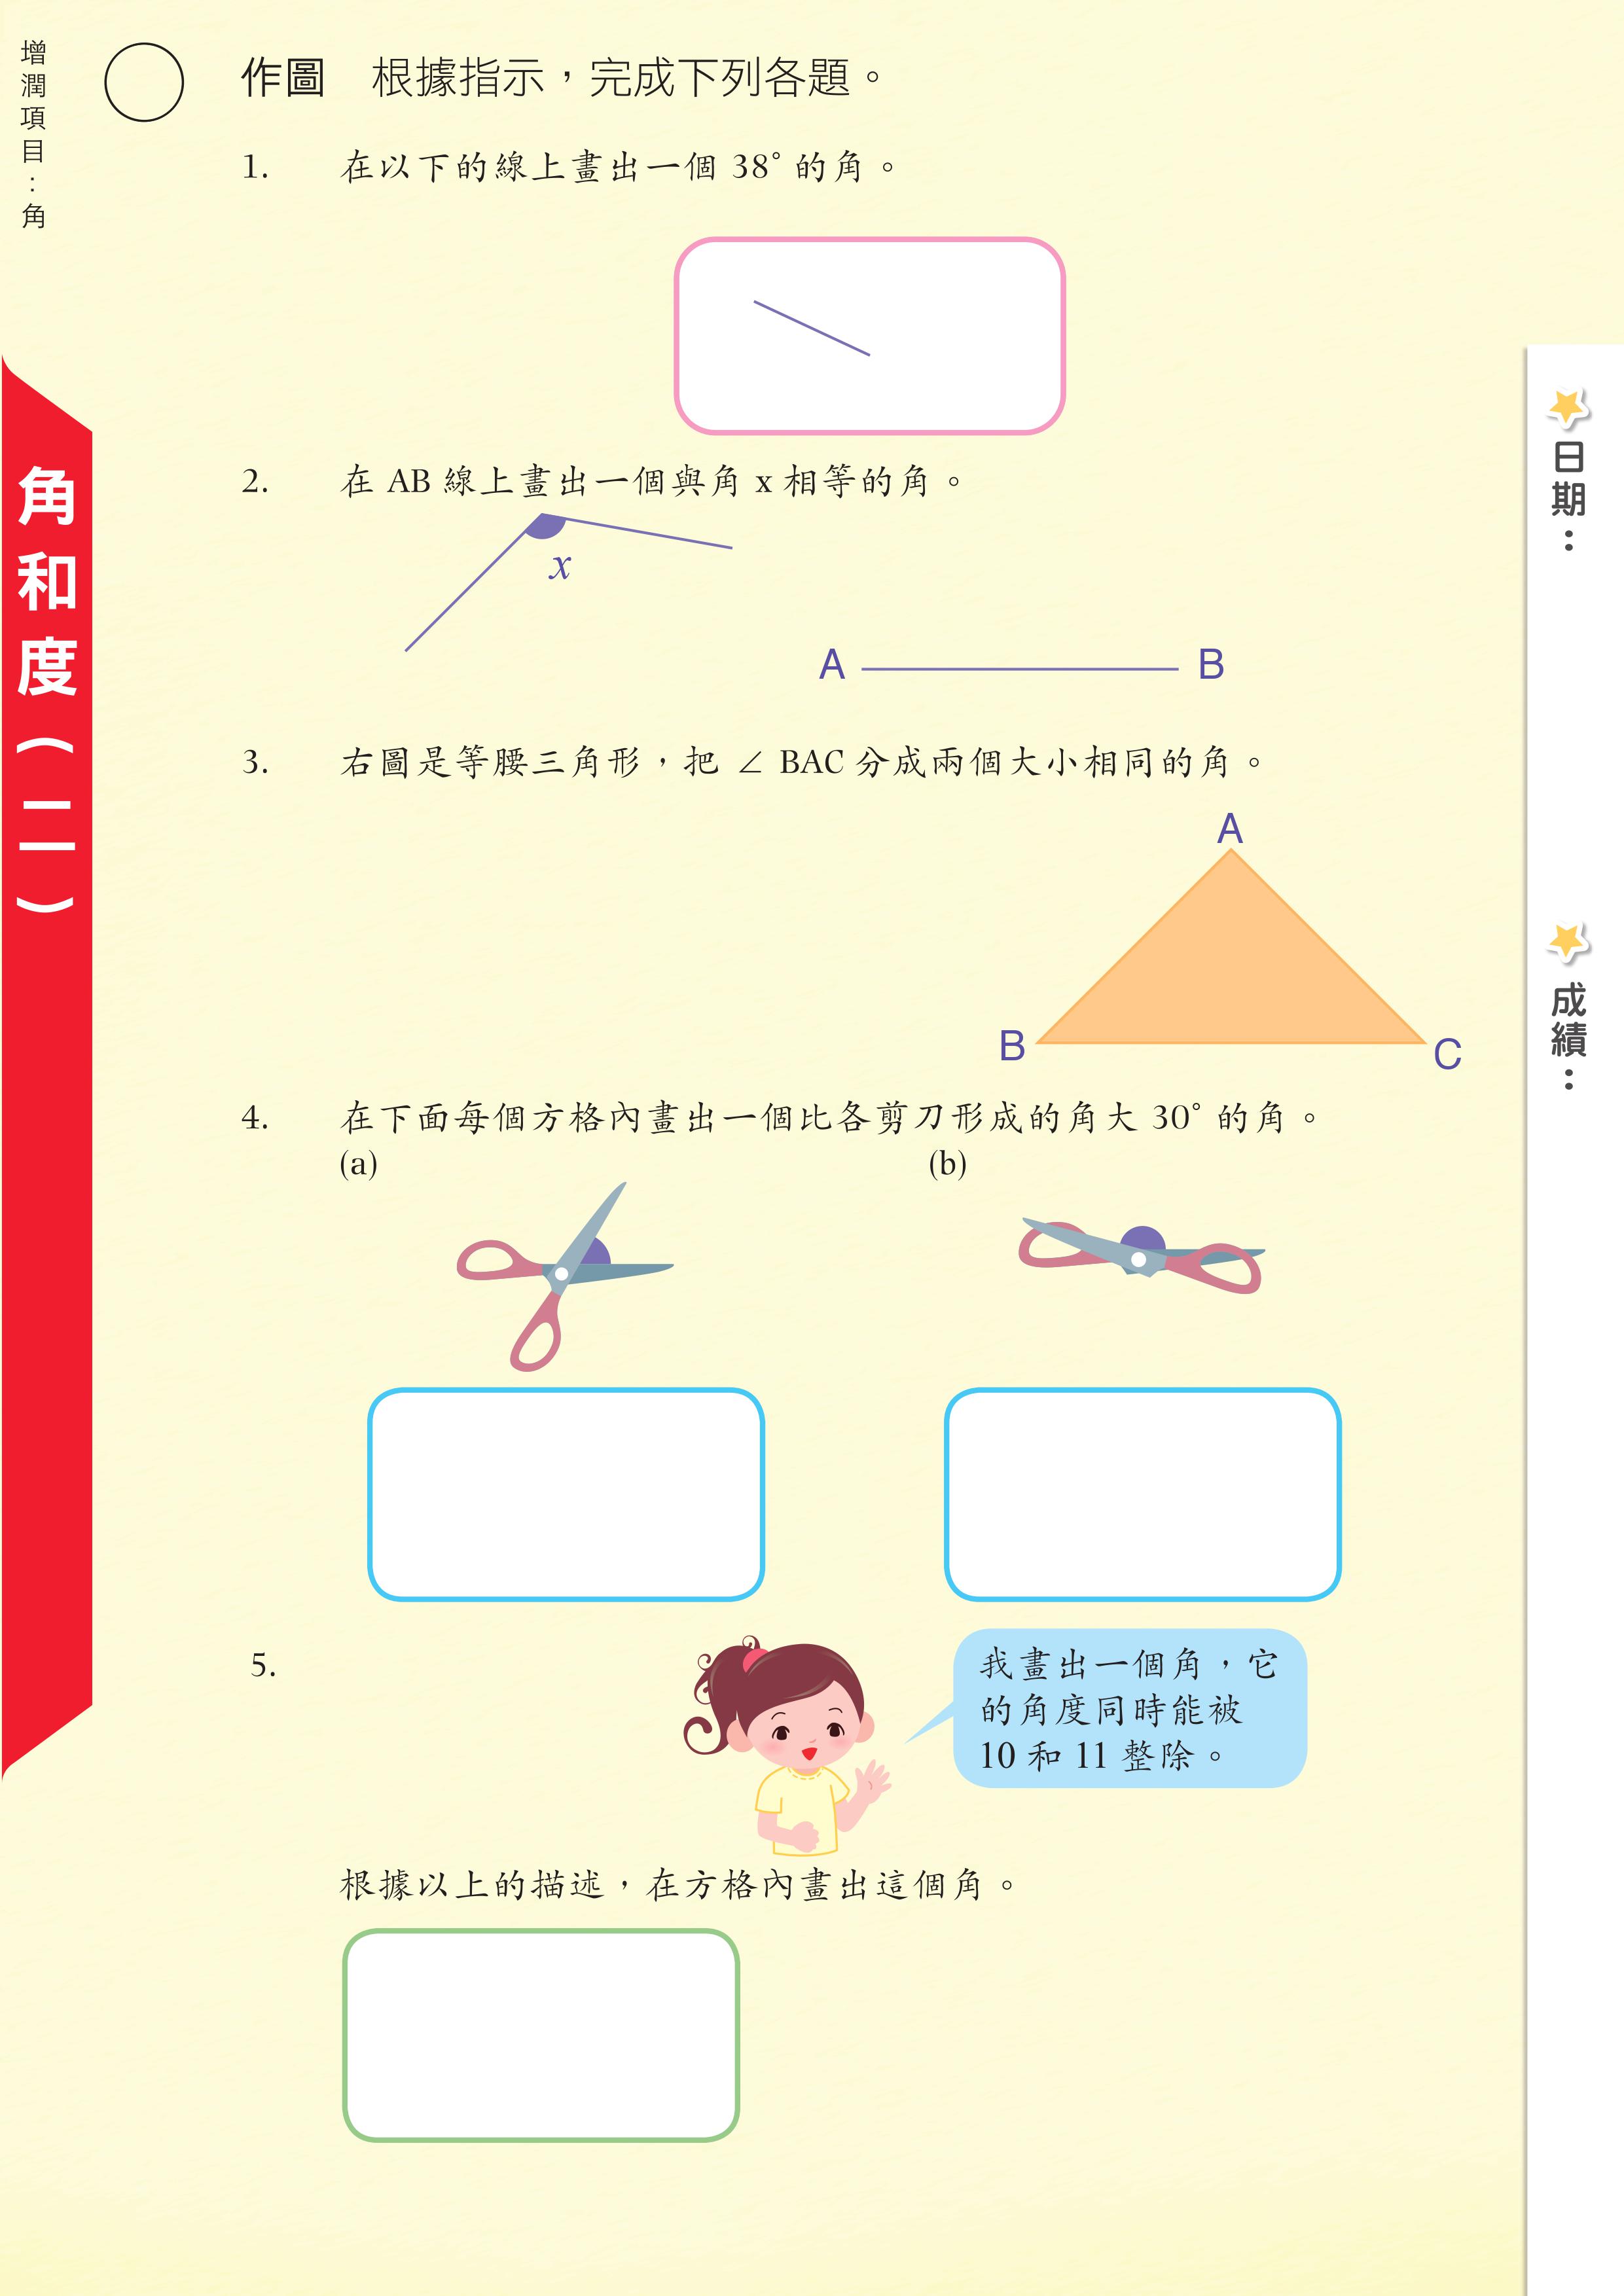 增潤項目：角
作圖　根據指示，完成下列各題。
1. 在以下的線上畫出一個 38° 的角。
2. 在 AB 線上畫出一個與角 x 相等的角。
x
A B
3. 右圖是等腰三角形，把 ∠ BAC 分成兩個大小相同的角。
A
B C
4. 在下面每個方格內畫出一個比各剪刀形成的角大 30° 的角。
(a) (b)
5.
我畫出一個角，它
的角度同時能被
10 和 11 整除。
根據以上的描述，在方格內畫出這個角。
角和度（二）
日期：
成績：